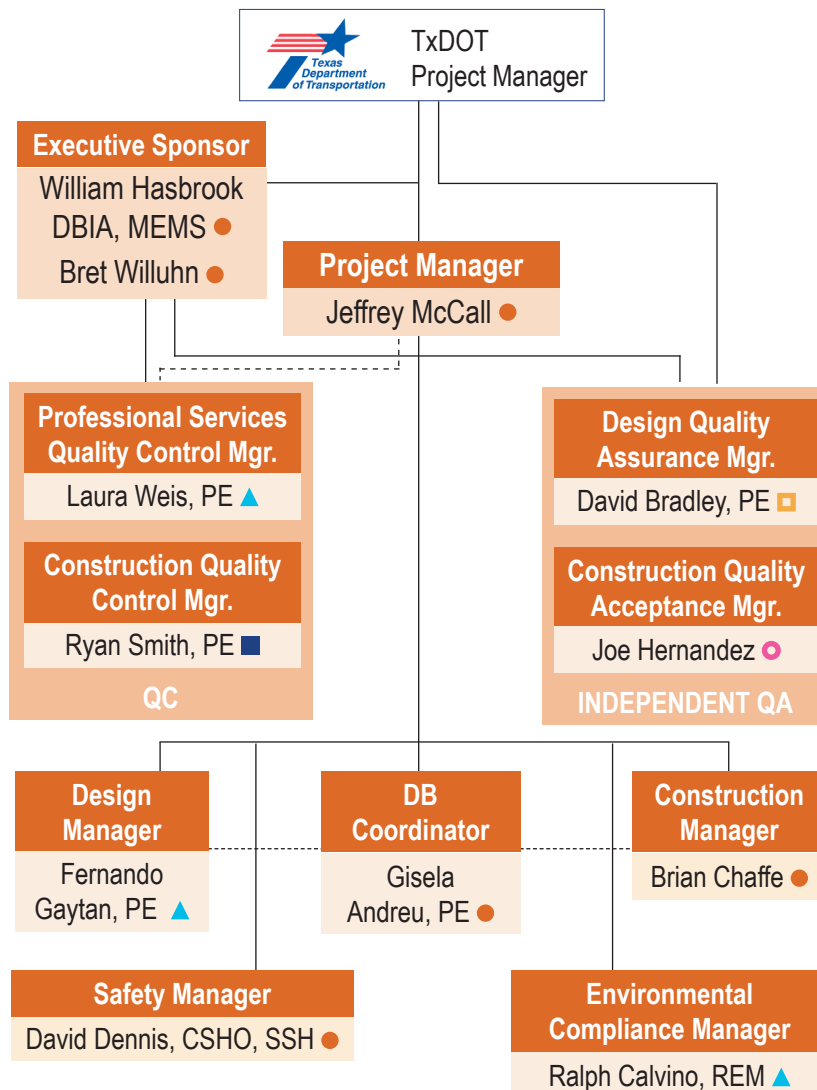 Texas
Department
of Transportation
TxDOT
Project Manager
Executive Sponsor
William Hasbrook
DBIA, MEMS
Bret Willuhn
Project Manager
Jeffrey McCall
Professional Services
Quality Control Mgr.
Laura Weis, PE
Construction Quality
Control Mgr.
Ryan Smith, PE
QC
Design Quality
Assurance Mgr.
David Bradley, PE
Construction Quality
Acceptance Mgr.
Joe Hernandez
INDEPENDENT QA
Design
Manager
Fernando
Gaytan, PE
DB
Coordinator
Gisela
Andreu, PE
Construction
Manager
Brian Chaffe
Safety Manager
David Dennis, CSHO, SSH
Environmental
Compliance Manager
Ralph Calvino, REM